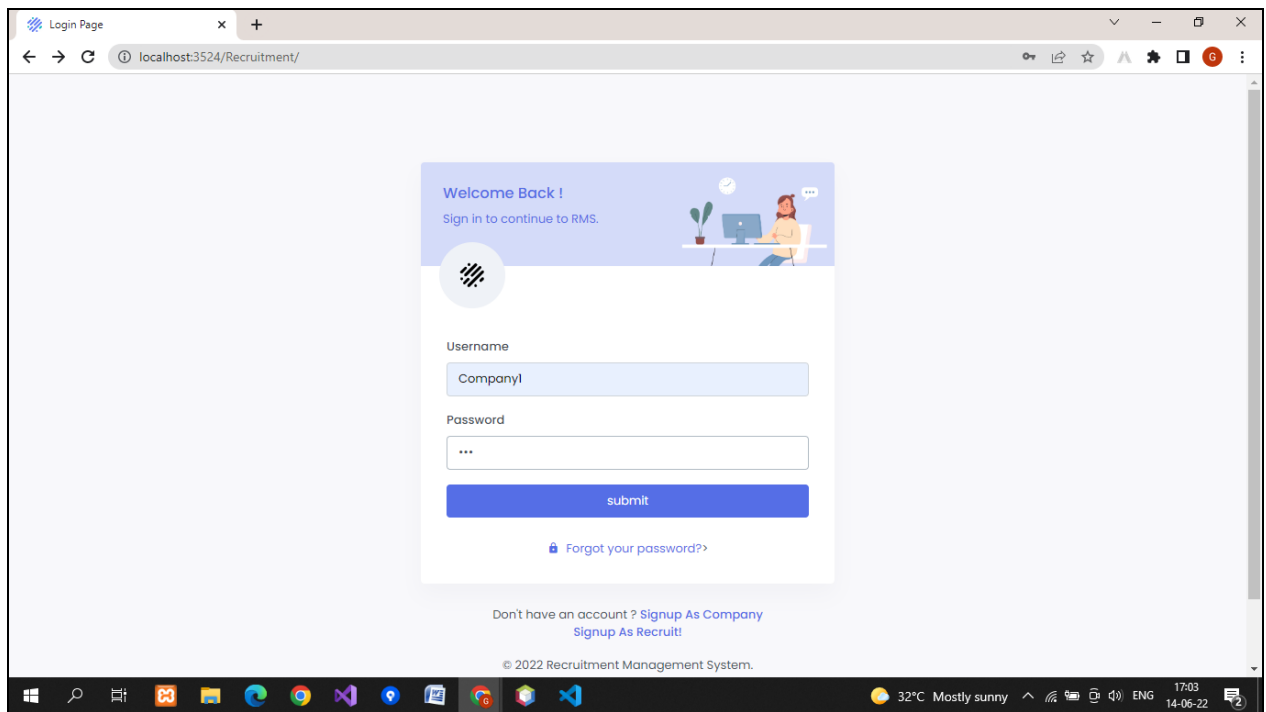 Login Page
localhost:3524/Recruitment/
G
Welcome Back !
Sign in to continue to RMS.
Username
Company1
Password
•••
submit
Forgot your password?>
Don't have an account ? Signup As Company
Signup As Recruit!
© 2022 Recruitment Management System.
32°C Mostly sunny
ENG
17:03
14-06-22
2